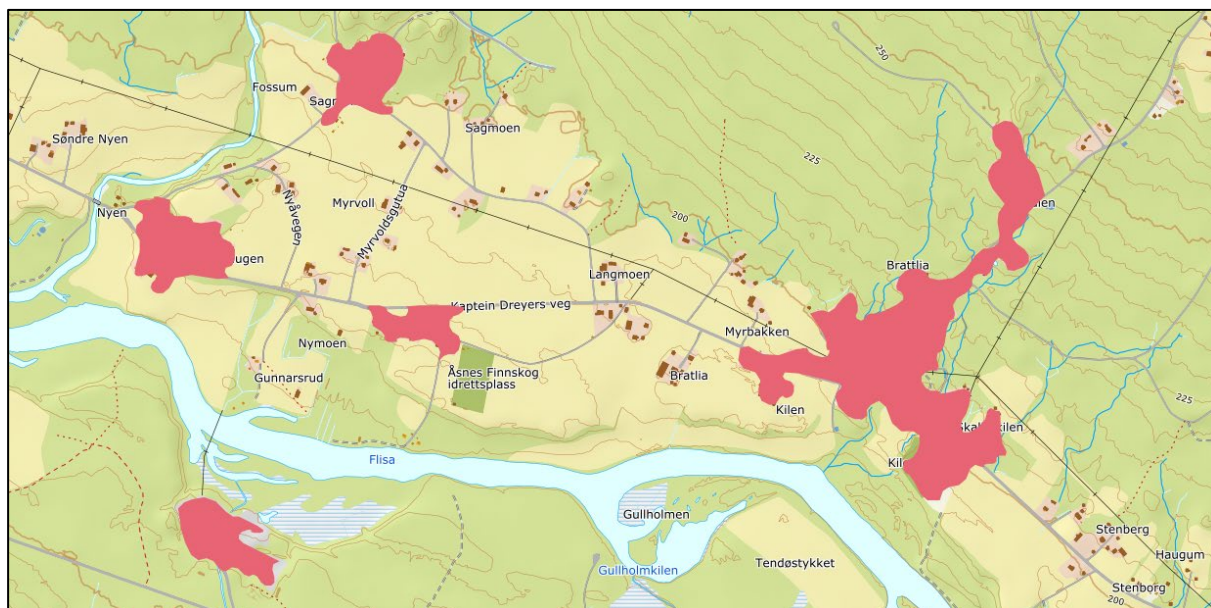 250
Fossum
Søndre Nyen
Sagmoen
225
Nyen
Nyåvegen
Myrvoll
Myrvoldsgutua
200
Langmoen
Brattlia
Kaptein Dreyers veg
Nymoen
Myrbakken
Gunnarsrud
Åsnes Finnskog
idrettsplass
Bratlia
Kilen
225
Flisa
Gullholmen
Stenberg
Gullholmkilen
Tendøstykket
Haugum
Stenborg
200